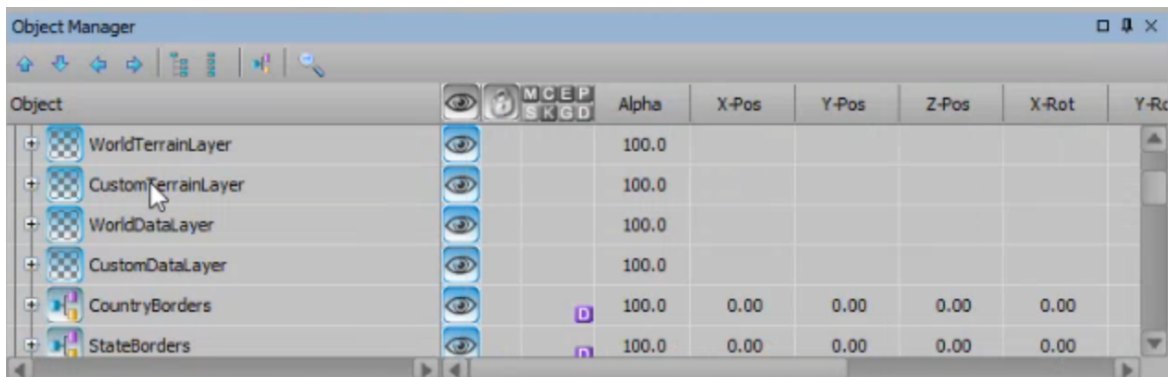 Object Manager
Object M C E P Alpha X-Pos Y-Pos Z-Pos X-Rot Y-Ro
S K G D
WorldTerrainLayer 100.0
CustomTerrainLayer 100.0
WorldDataLayer 100.0
CustomDataLayer 100.0
CountryBorders D 100.0 0.00 0.00 0.00 0.00
StateBorders D 100.0 0.00 0.00 0.00 0.00